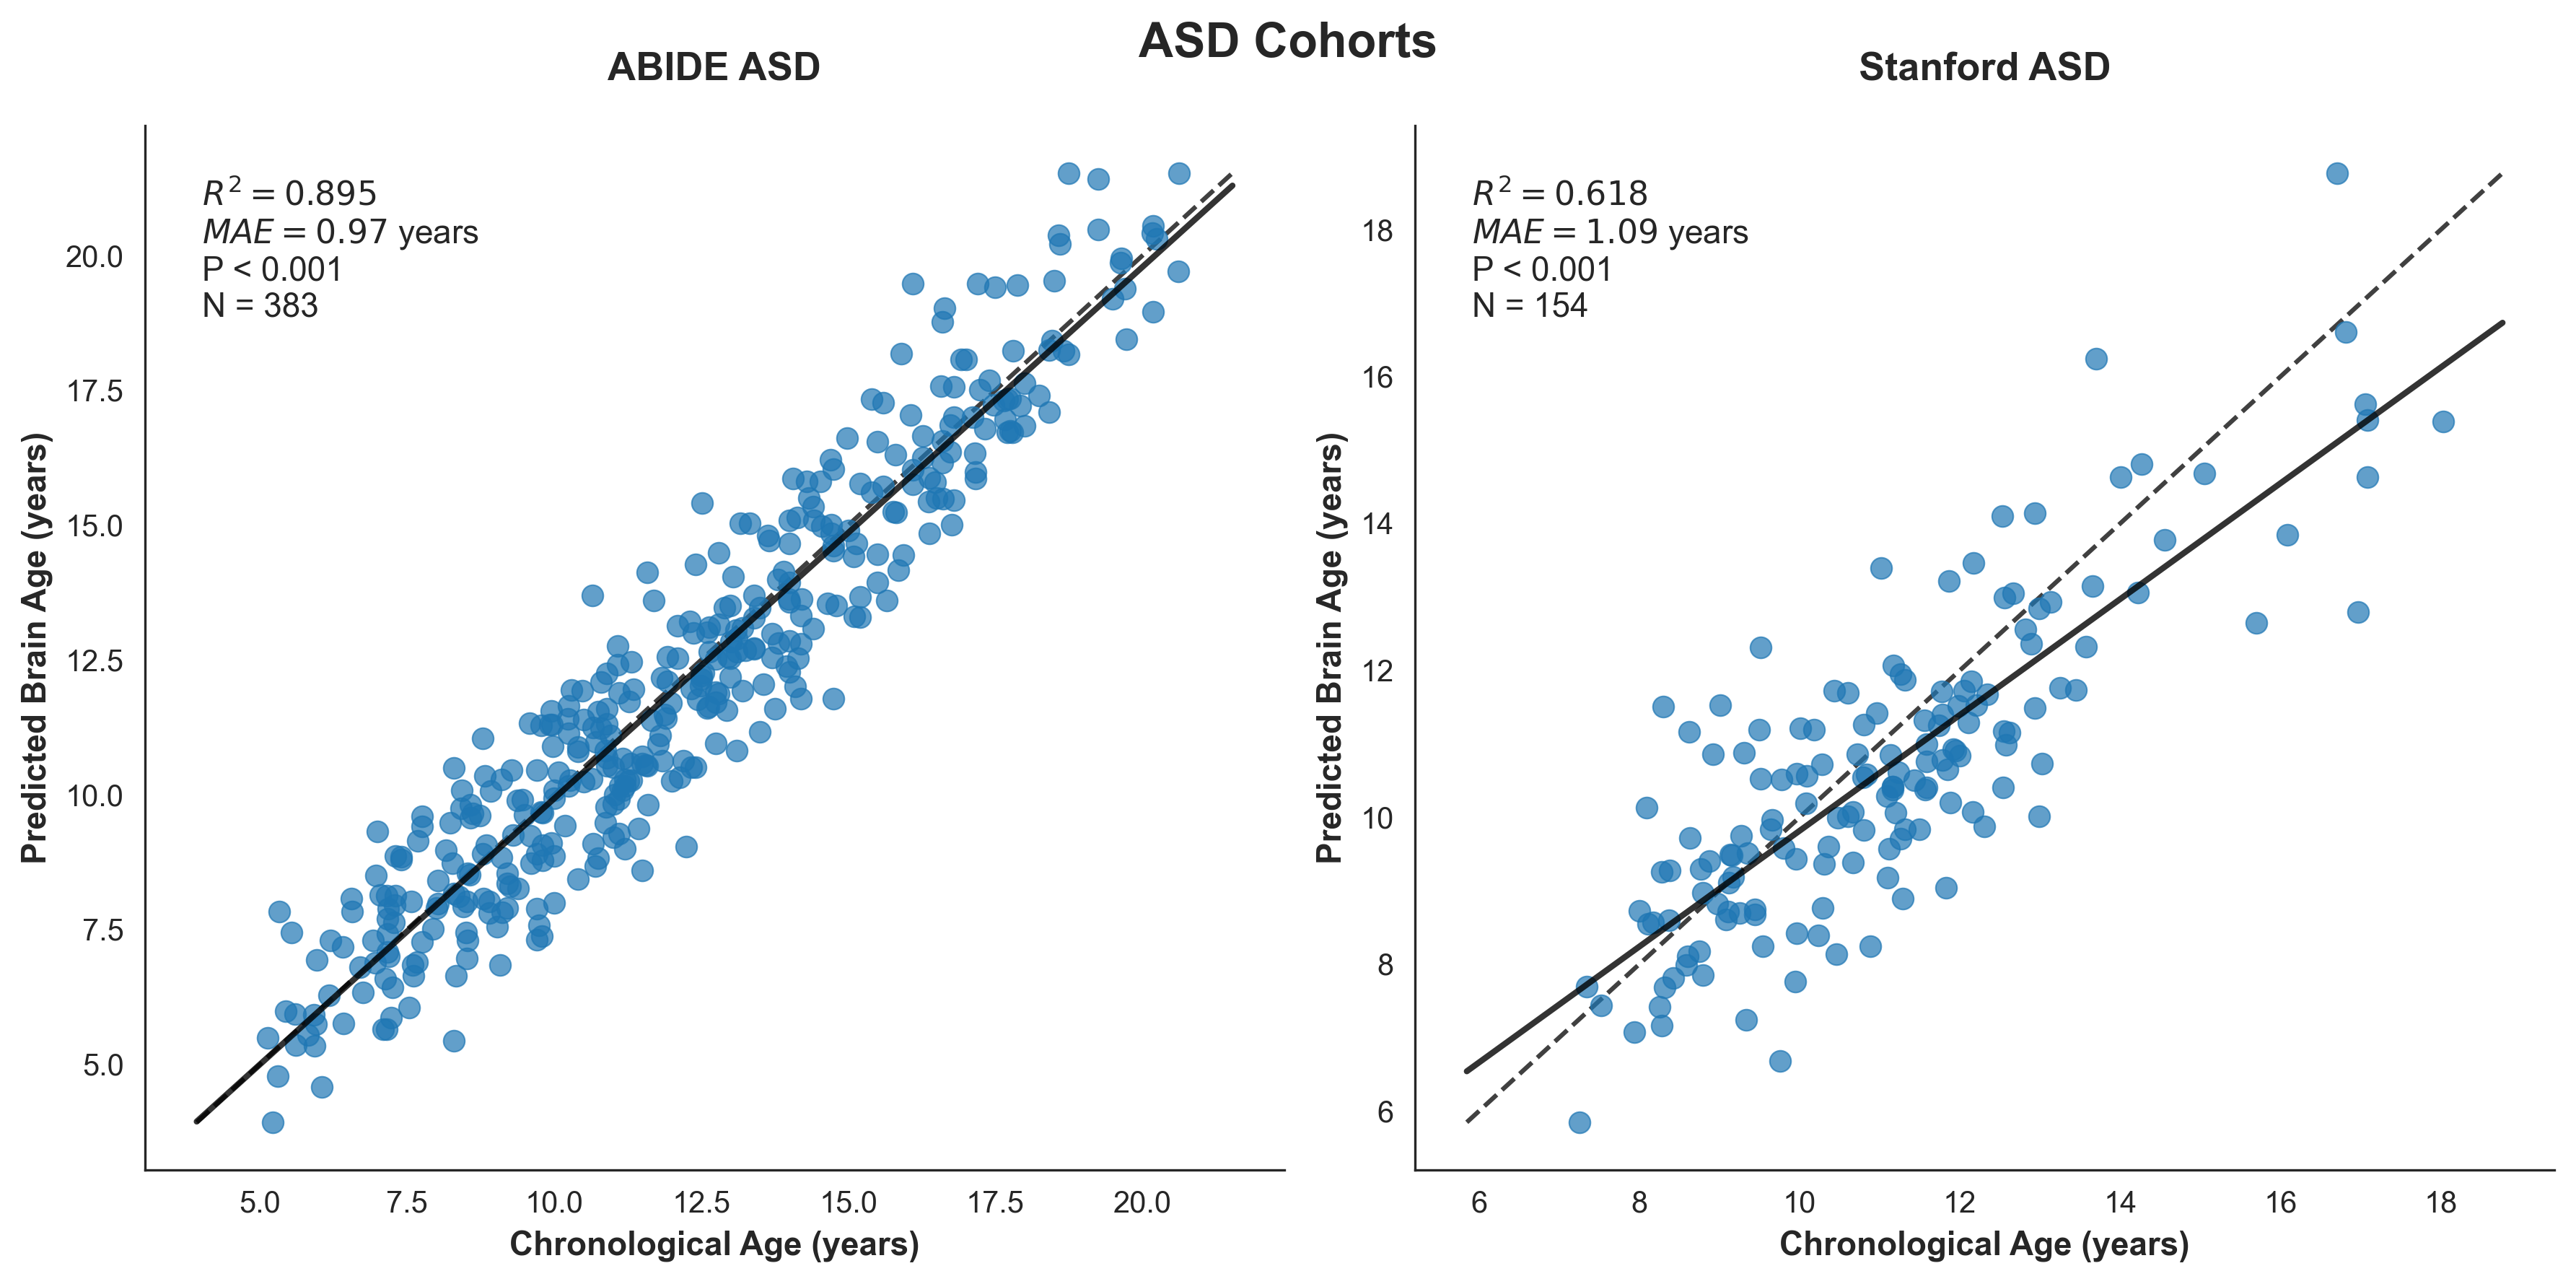 ASD Cohorts
ABIDE ASD
R² = 0.895
MAE = 0.97 years
P < 0.001
N = 383
Predicted Brain Age (years)
20.0
17.5
15.0
12.5
10.0
7.5
5.0
5.0 7.5 10.0 12.5 15.0 17.5 20.0
Chronological Age (years)
Stanford ASD
R² = 0.618
MAE = 1.09 years
P < 0.001
N = 154
Predicted Brain Age (years)
18
16
14
12
10
8
6
6 8 10 12 14 16 18
Chronological Age (years)